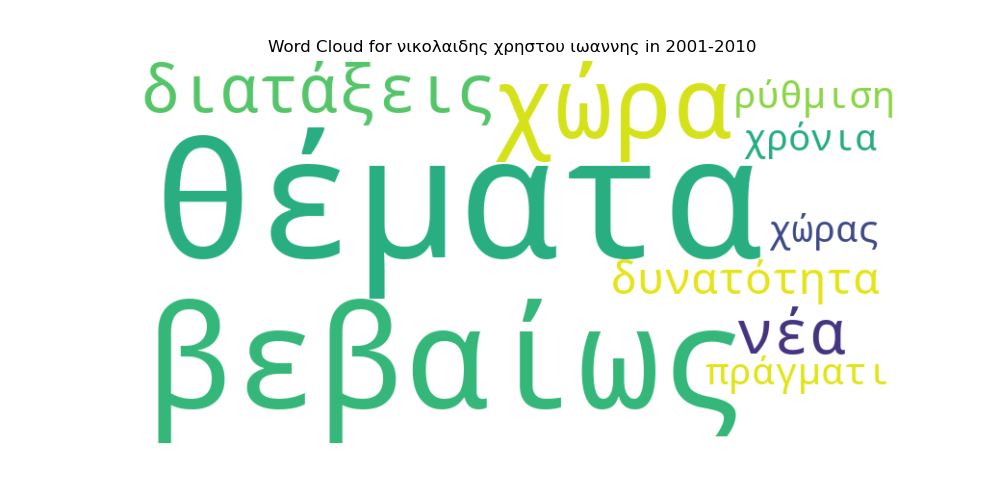 Word Cloud for νικολαιδης χρηστου ιωαννης in 2001-2010
διατάξεις
χώρα
ρύθμιση
χρόνια
θέματα
χώρας
δυνατότητα
βεβαίως
νέα
πράγματι